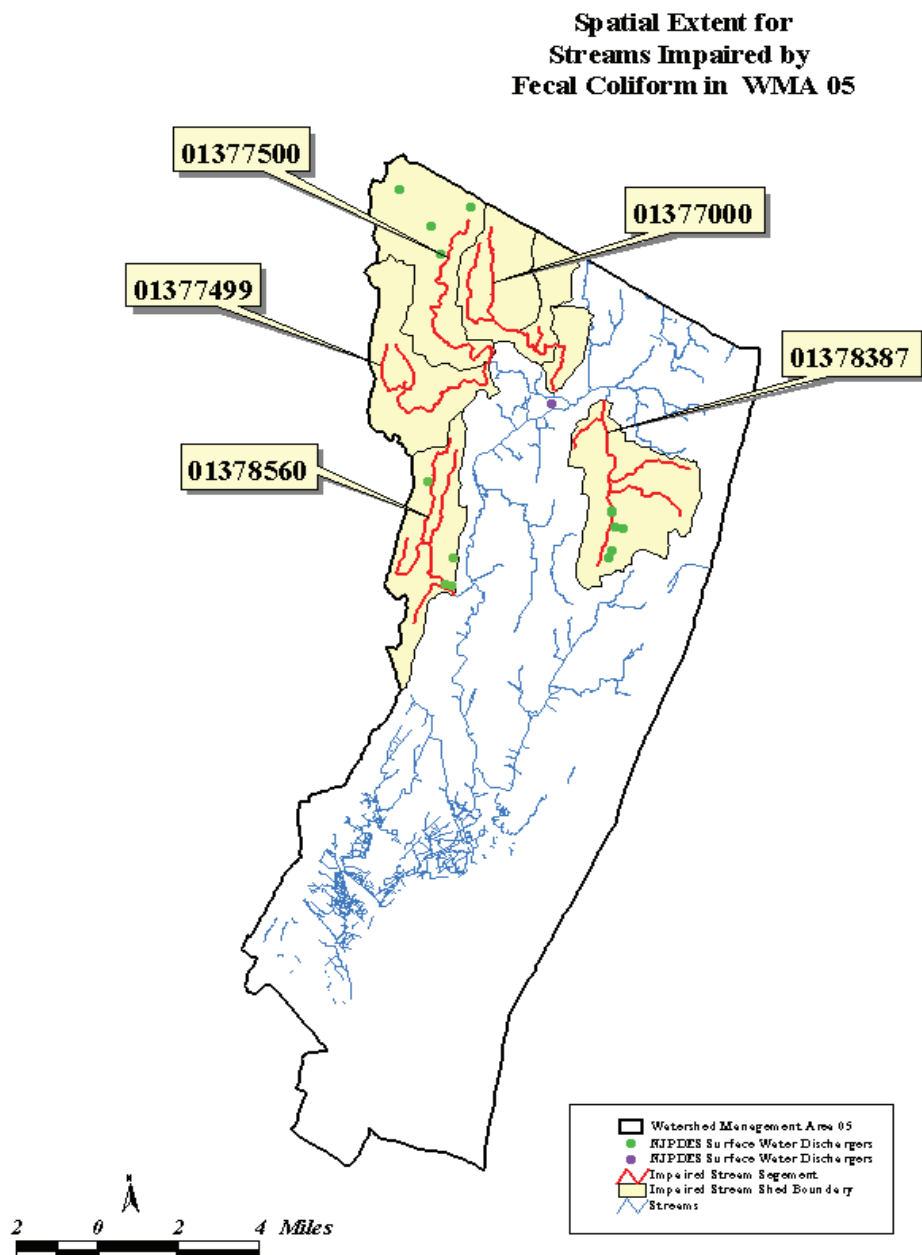 Spatial Extent for
Streams Impaired by
Fecal Coliform in WMA 05
01377500
01377000
01377499
01378387
01378560
Watershed Management Area 05
NJPDES Surface Water Dischargers
NJPDES Surface Water Dischargers
Impaired Stream Segement
Impaired Stream Shed Boundary
Streams
N
2 0 2 4 Miles